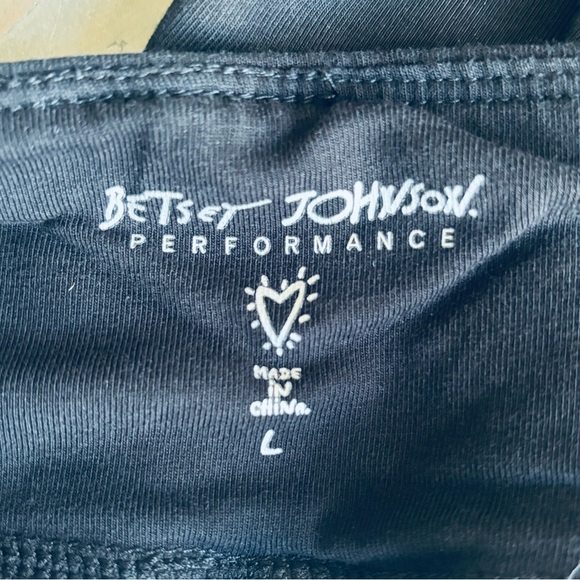 BETSEY JOHNSON.
PERFORMANCE
MADE
IN
CHINA.
L